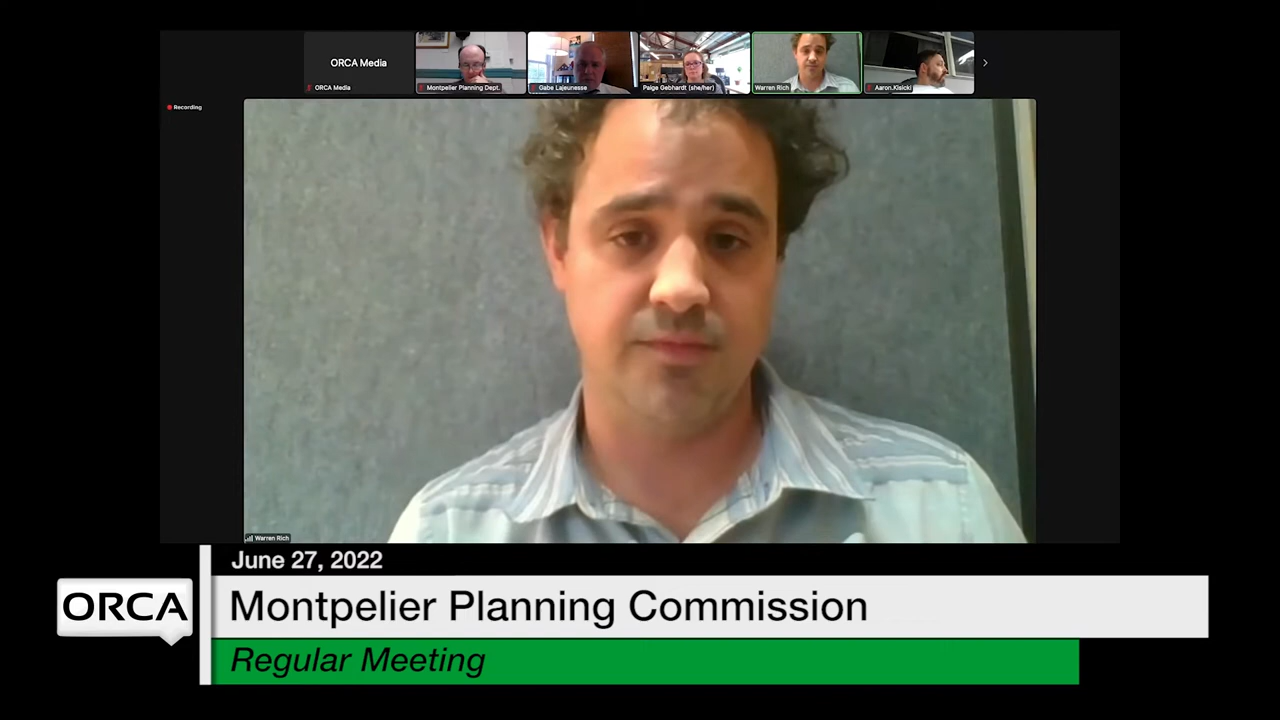 ORCA Media
ORCA Media
Montpelier Planning Dept.
Gabe Lajeunesse
Paige Gebhardt (she/her)
Warren Rich
Aaron.Kisicki
Recording
Warren Rich
June 27, 2022
ORCA
Montpelier Planning Commission
Regular Meeting